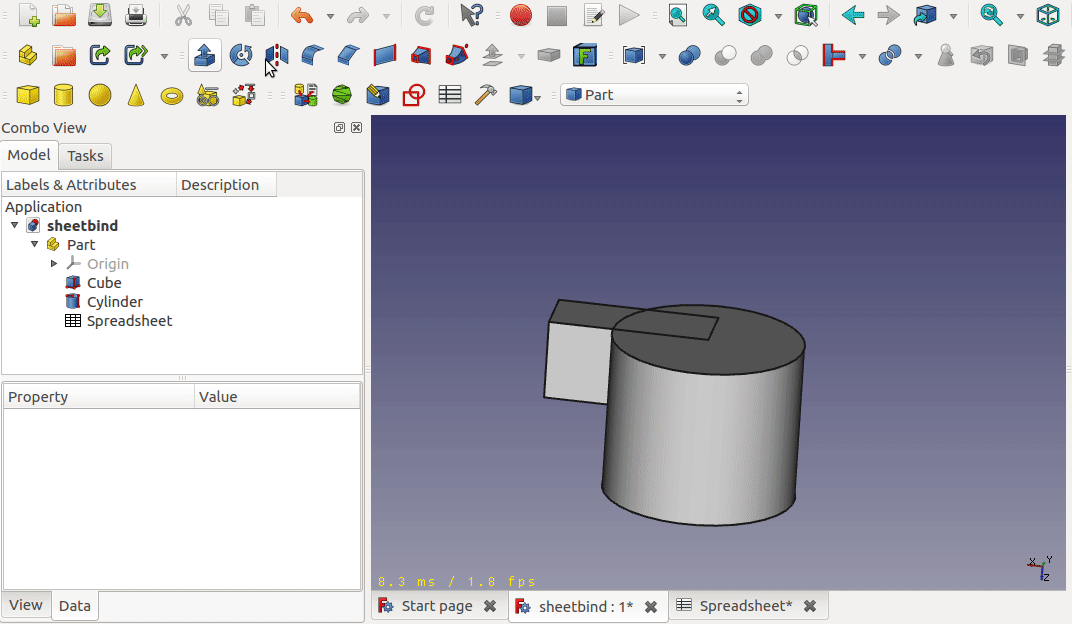 Part
Combo View
Model
Tasks
Labels & Attributes
Description
Application
sheetbind
Part
Origin
Cube
Cylinder
Spreadsheet
Property
Value
View
Data
8.3 ms / 1.8 fps
X
Y
Z
Start page
sheetbind : 1*
Spreadsheet*